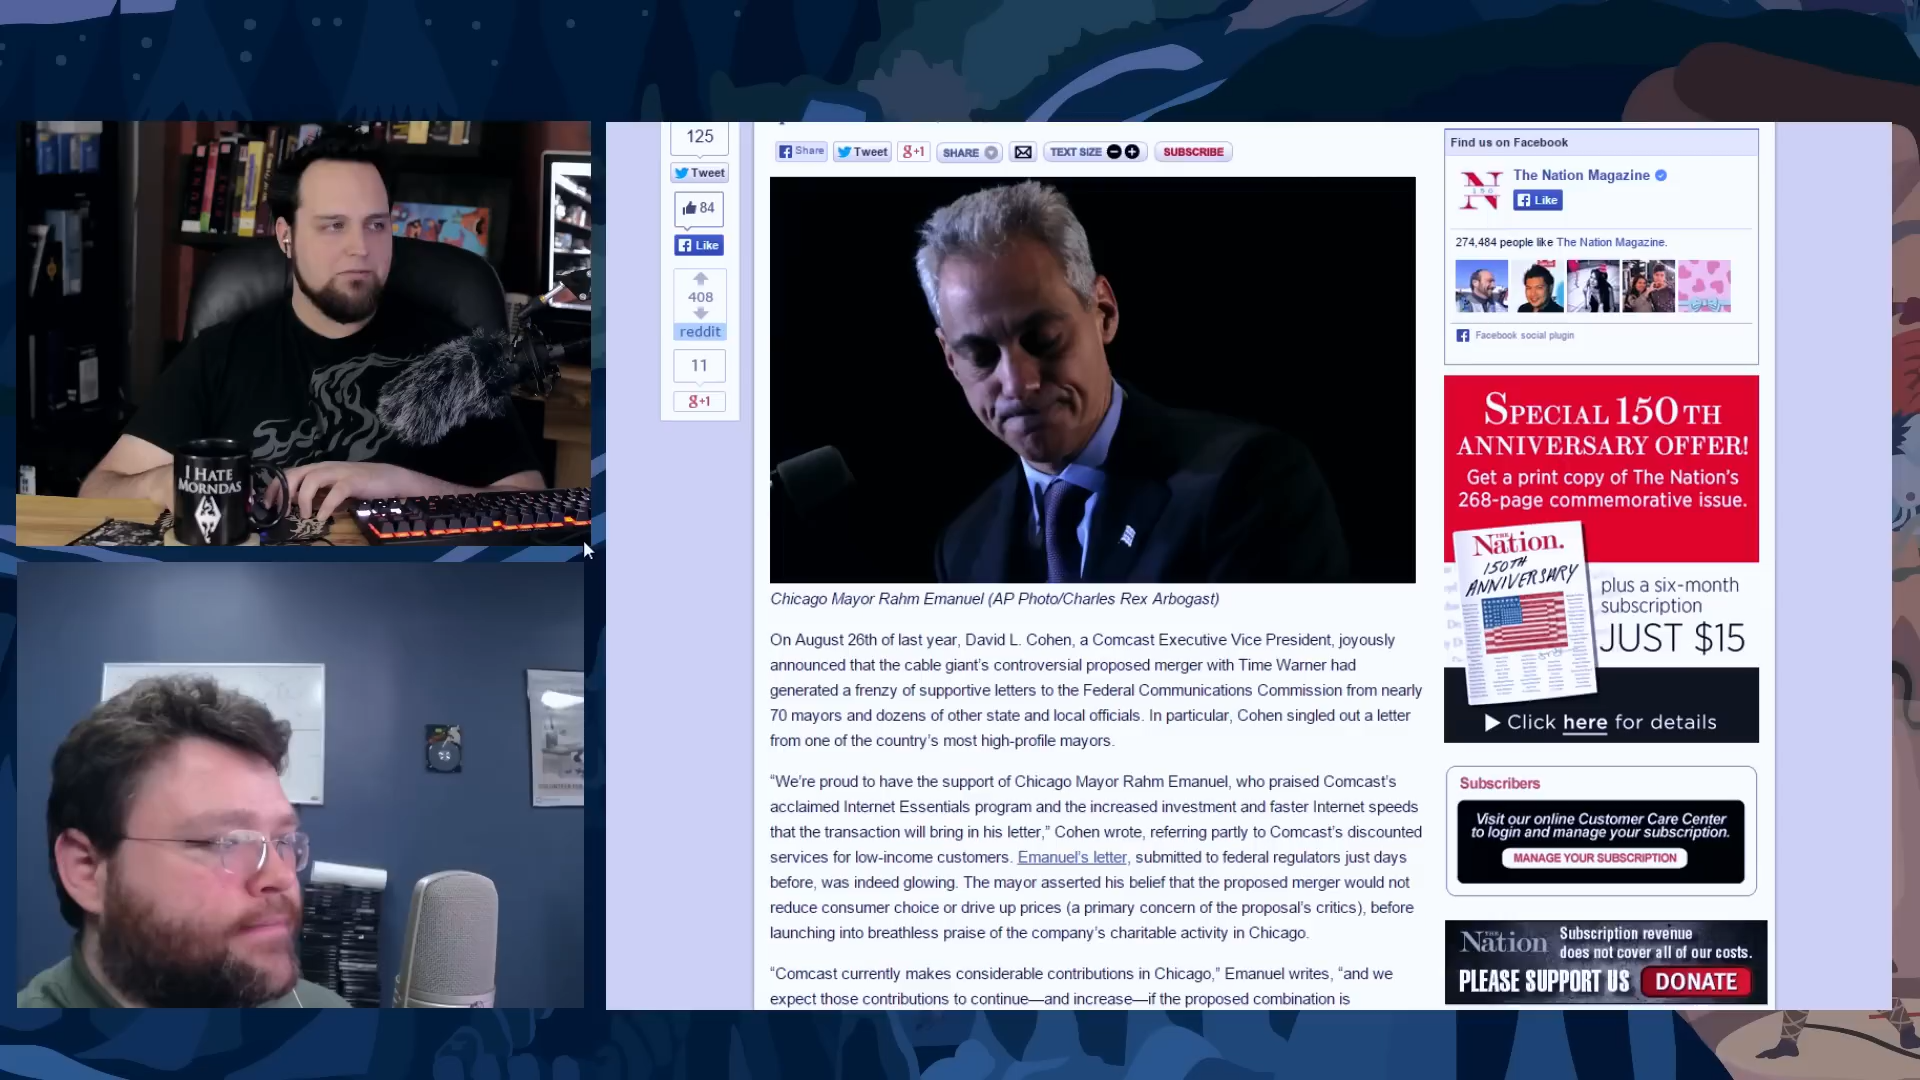 I HATE
MORNDAS
125
Tweet
84
Like
408
reddit
11
g+1
Share
Tweet
g+1
SHARE
TEXT SIZE
SUBSCRIBE
Chicago Mayor Rahm Emanuel (AP Photo/Charles Rex Arbogast)
On August 26th of last year, David L. Cohen, a Comcast Executive Vice President, joyously
announced that the cable giant’s controversial proposed merger with Time Warner had
generated a frenzy of supportive letters to the Federal Communications Commission from nearly
70 mayors and dozens of other state and local officials. In particular, Cohen singled out a letter
from one of the country’s most high-profile mayors.
“We’re proud to have the support of Chicago Mayor Rahm Emanuel, who praised Comcast’s
acclaimed Internet Essentials program and the increased investment and faster Internet speeds
that the transaction will bring in his letter,” Cohen wrote, referring partly to Comcast’s discounted
services for low-income customers. Emanuel’s letter, submitted to federal regulators just days
before, was indeed glowing. The mayor asserted his belief that the proposed merger would not
reduce consumer choice or drive up prices (a primary concern of the proposal’s critics), before
launching into breathless praise of the company’s charitable activity in Chicago.
“Comcast currently makes considerable contributions in Chicago,” Emanuel writes, “and we
expect those contributions to continue—and increase—if the proposed combination is
Find us on Facebook
N
150
The Nation Magazine
Like
274,484 people like The Nation Magazine.
Facebook social plugin
SPECIAL 150TH
ANNIVERSARY OFFER!
Get a print copy of The Nation’s
268-page commemorative issue.
THE
Nation.
150TH
ANNIVERSARY
plus a six-month
subscription
JUST $15
Click here for details
Subscribers
Visit our online Customer Care Center
to login and manage your subscription.
MANAGE YOUR SUBSCRIPTION
THE
Nation
Subscription revenue
does not cover all of our costs.
PLEASE SUPPORT US
DONATE